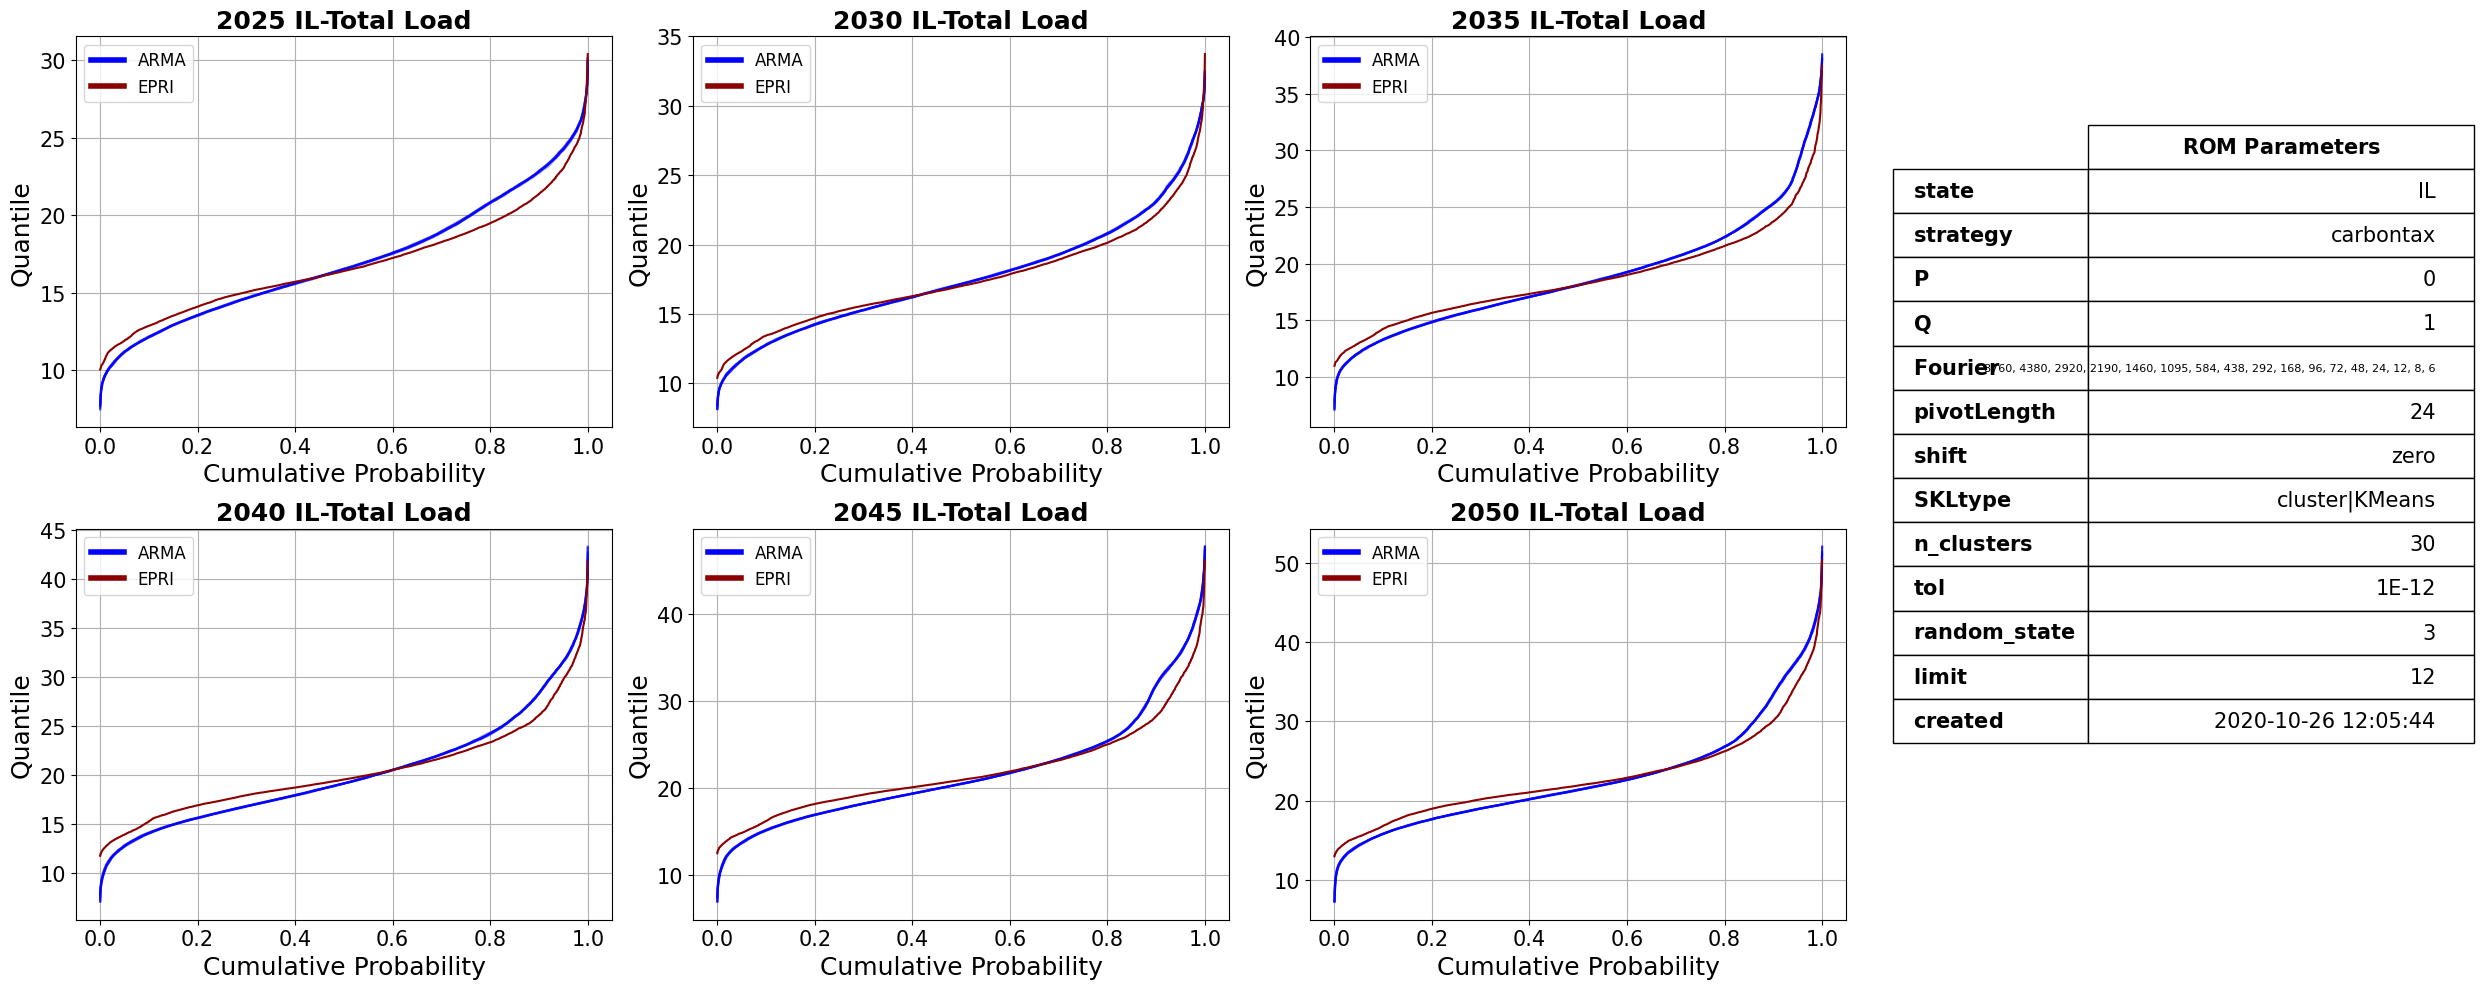 2025 IL-Total Load
30
25
20
15
10
Quantile
ARMA
EPRI
0.0 0.2 0.4 0.6 0.8 1.0
Cumulative Probability
2030 IL-Total Load
35
30
25
20
15
10
Quantile
ARMA
EPRI
0.0 0.2 0.4 0.6 0.8 1.0
Cumulative Probability
2035 IL-Total Load
40
35
30
25
20
15
10
Quantile
ARMA
EPRI
0.0 0.2 0.4 0.6 0.8 1.0
Cumulative Probability
2040 IL-Total Load
45
40
35
30
25
20
15
10
Quantile
ARMA
EPRI
0.0 0.2 0.4 0.6 0.8 1.0
Cumulative Probability
2045 IL-Total Load
40
30
20
10
Quantile
ARMA
EPRI
0.0 0.2 0.4 0.6 0.8 1.0
Cumulative Probability
2050 IL-Total Load
50
40
30
20
10
Quantile
ARMA
EPRI
0.0 0.2 0.4 0.6 0.8 1.0
Cumulative Probability
ROM Parameters
state IL
strategy carbontax
P 0
Q 1
Fourier 4380, 2920, 2190, 1460, 1095, 584, 438, 292, 168, 96, 72, 48, 24, 12, 8, 6
pivotLength 24
shift zero
SKLtype cluster|KMeans
n_clusters 30
tol 1E-12
random_state 3
limit 12
created 2020-10-26 12:05:44